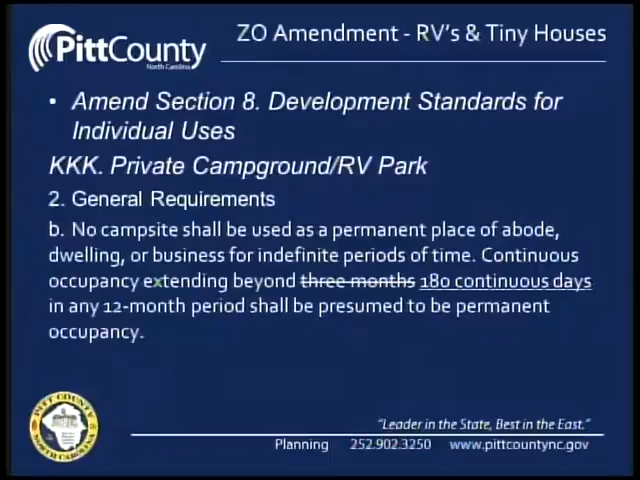 PittCounty
North Carolina
ZO Amendment - RV's & Tiny Houses
• Amend Section 8. Development Standards for
Individual Uses
KKK. Private Campground/RV Park
2. General Requirements
b. No campsite shall be used as a permanent place of abode,
dwelling, or business for indefinite periods of time. Continuous
occupancy extending beyond three months 180 continuous days
in any 12-month period shall be presumed to be permanent
occupancy.
PITT COUNTY
NORTH CAROLINA
"Leader in the State, Best in the East."
Planning 252.902.3250 www.pittcountync.gov